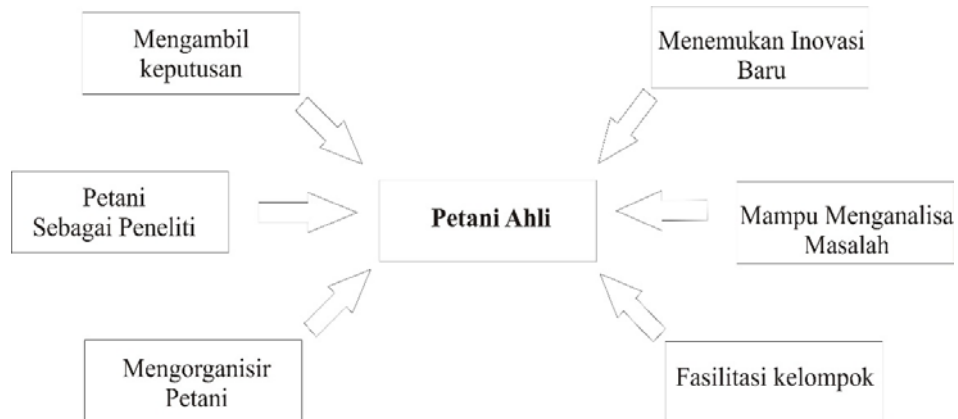 Mengambil
keputusan
Menemukan Inovasi
Baru
Petani
Sebagai Peneliti
Petani Ahli
Mampu Menganalisa
Masalah
Mengorganisir
Petani
Fasilitasi kelompok